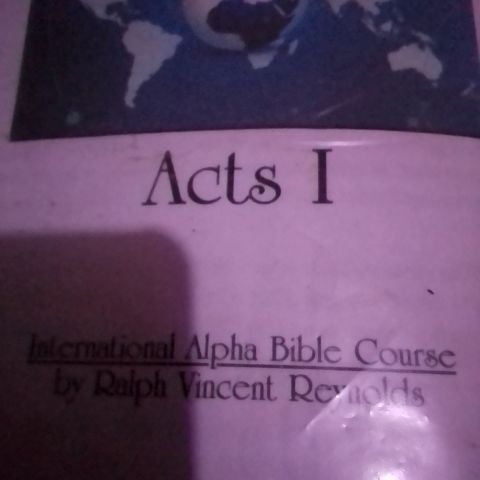 Acts I
International Alpha Bible Course
by Ralph Vincent Reynolds